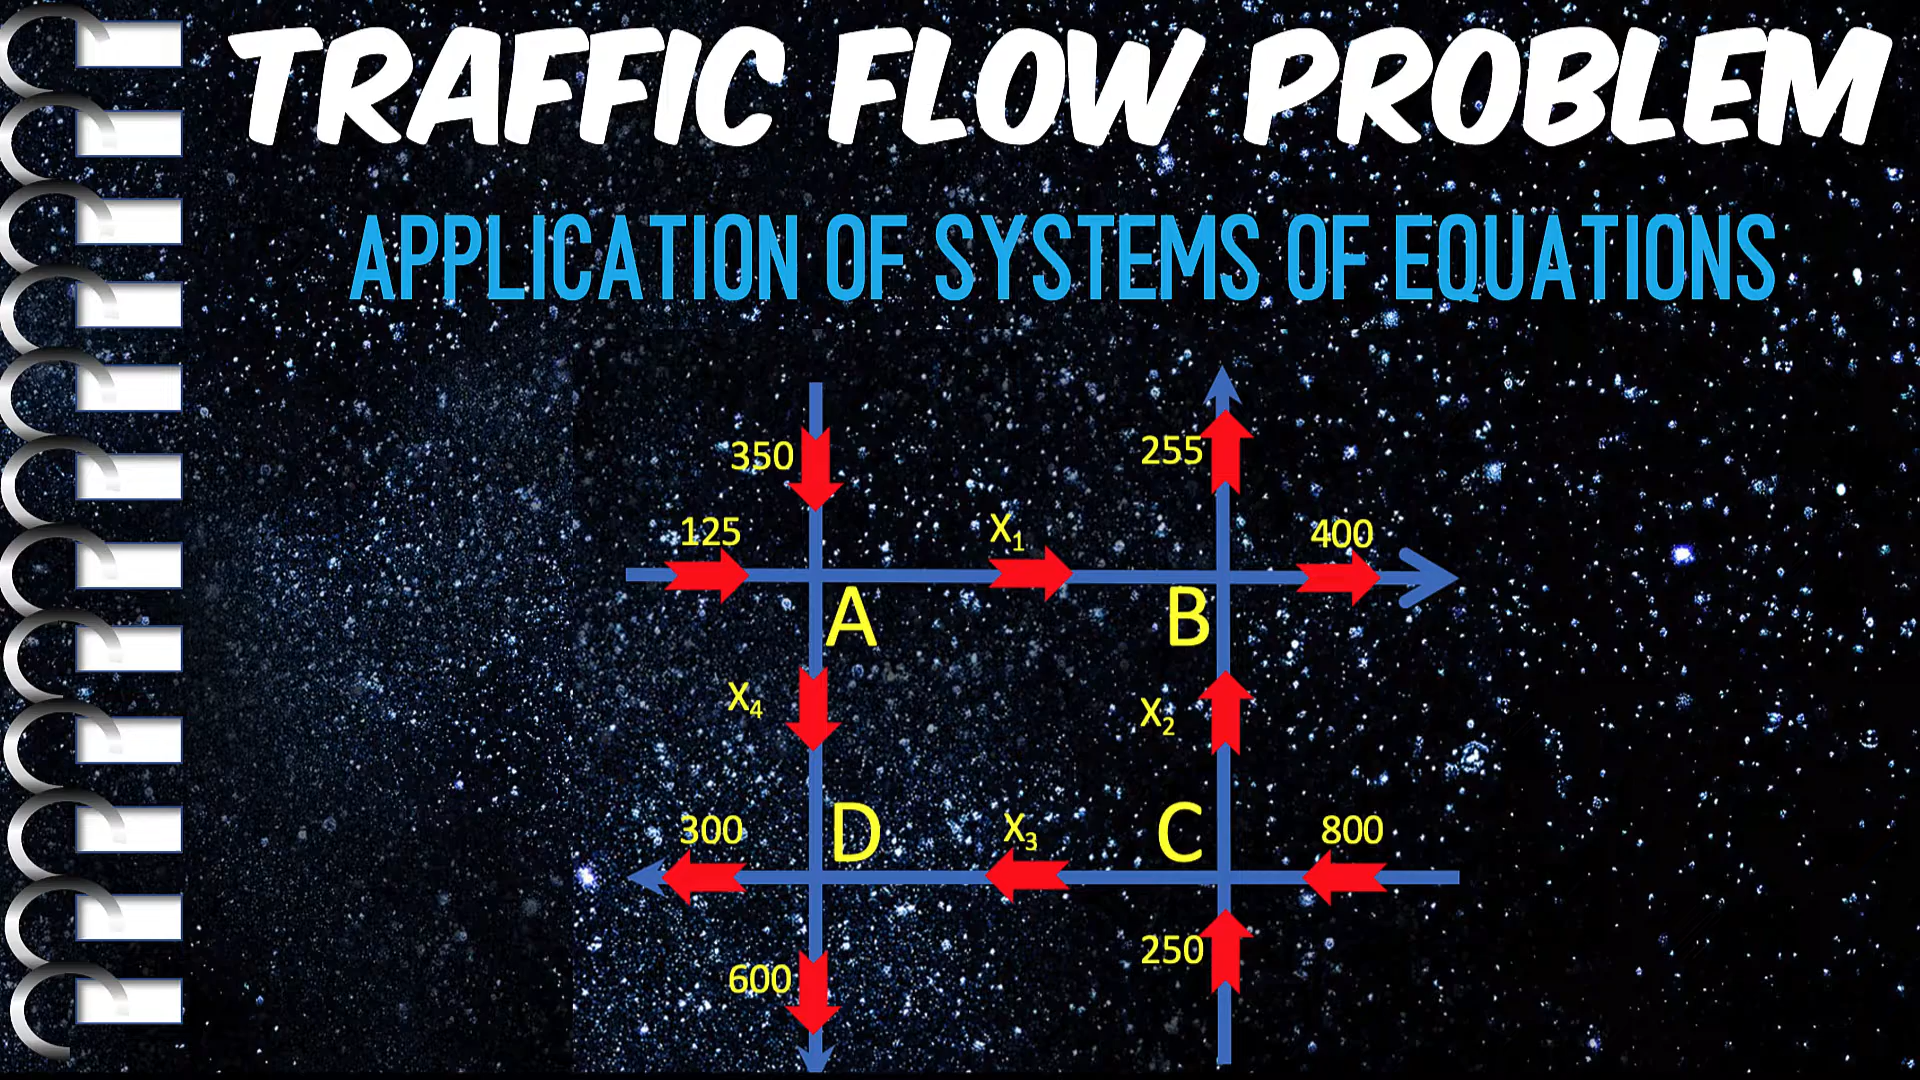 TRAFFIC FLOW PROBLEM
APPLICATION OF SYSTEMS OF EQUATIONS
350
255
125
X₁
400
A
B
X₄
X₂
300
D
X₃
C
800
600
250